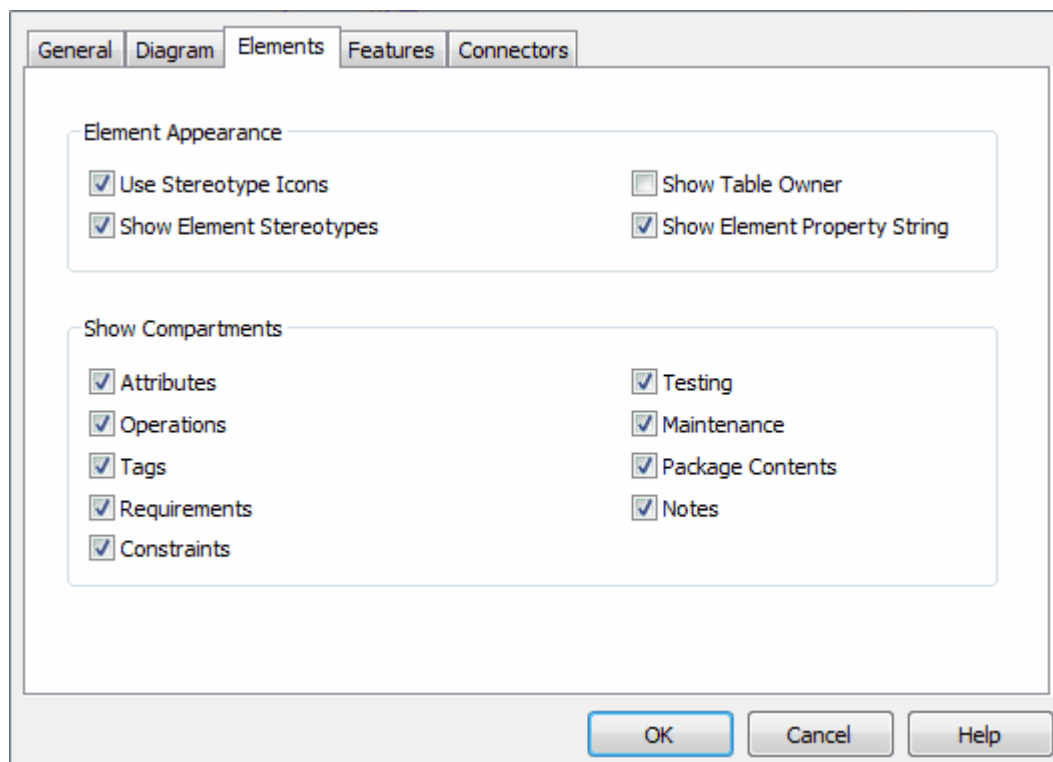 General Diagram Elements Features Connectors
Element Appearance
Use Stereotype Icons Show Table Owner
Show Element Stereotypes Show Element Property String
Show Compartments
Attributes Testing
Operations Maintenance
Tags Package Contents
Requirements Notes
Constraints
OK Cancel Help